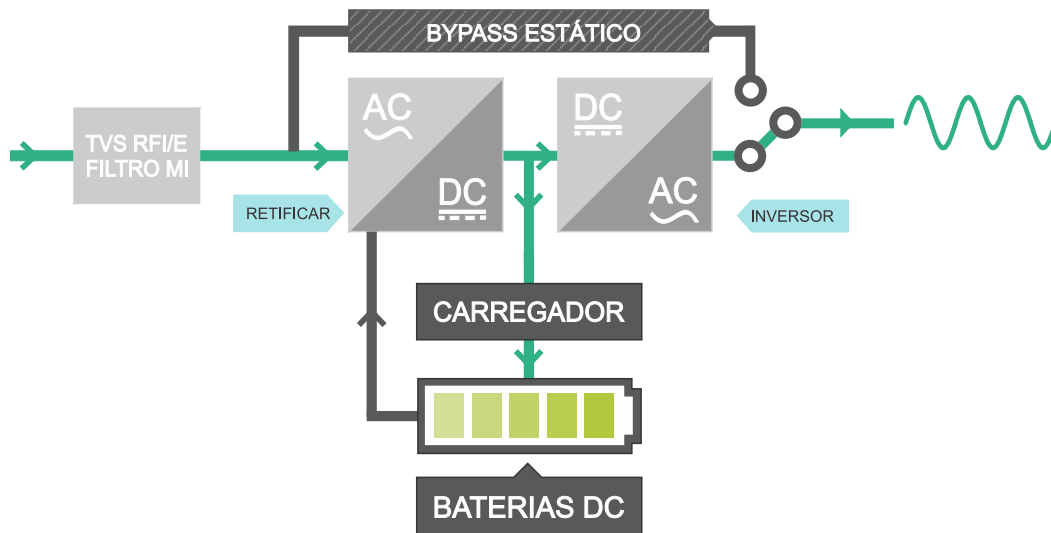 BYPASS ESTÁTICO
AC
DC
DC
AC
TVS RFI/E
FILTRO MI
RETIFICAR
INVERSOR
CARREGADOR
BATERIAS DC